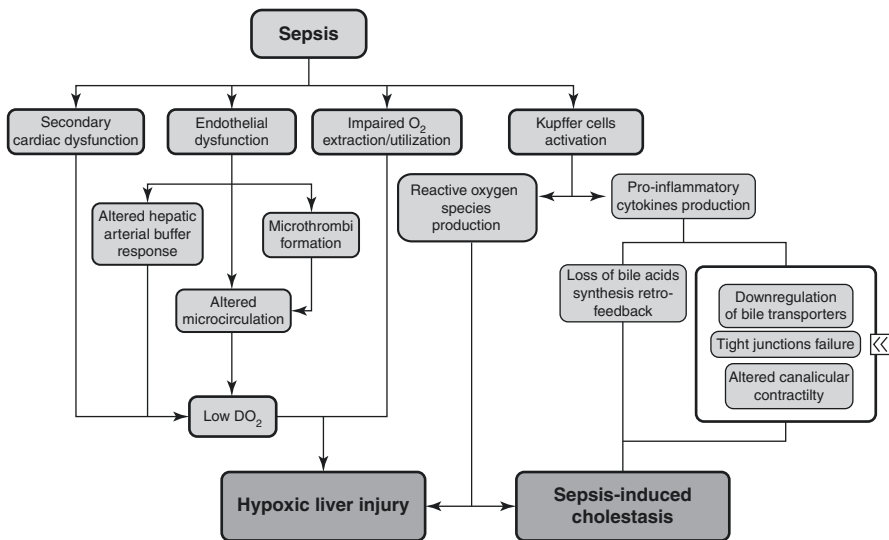 Sepsis
Secondary
cardiac dysfunction
Endothelial
dysfunction
Impaired O2
extraction/utilization
Kupffer cells
activation
Altered hepatic
arterial buffer
response
Microthrombi
formation
Reactive oxygen
species
production
Pro-inflammatory
cytokines production
Altered
microcirculation
Loss of bile acids
synthesis retro-
feedback
Downregulation
of bile transporters
Tight junctions failure
Altered canalicular
contractilty
Low DO2
Hypoxic liver injury
Sepsis-induced
cholestasis